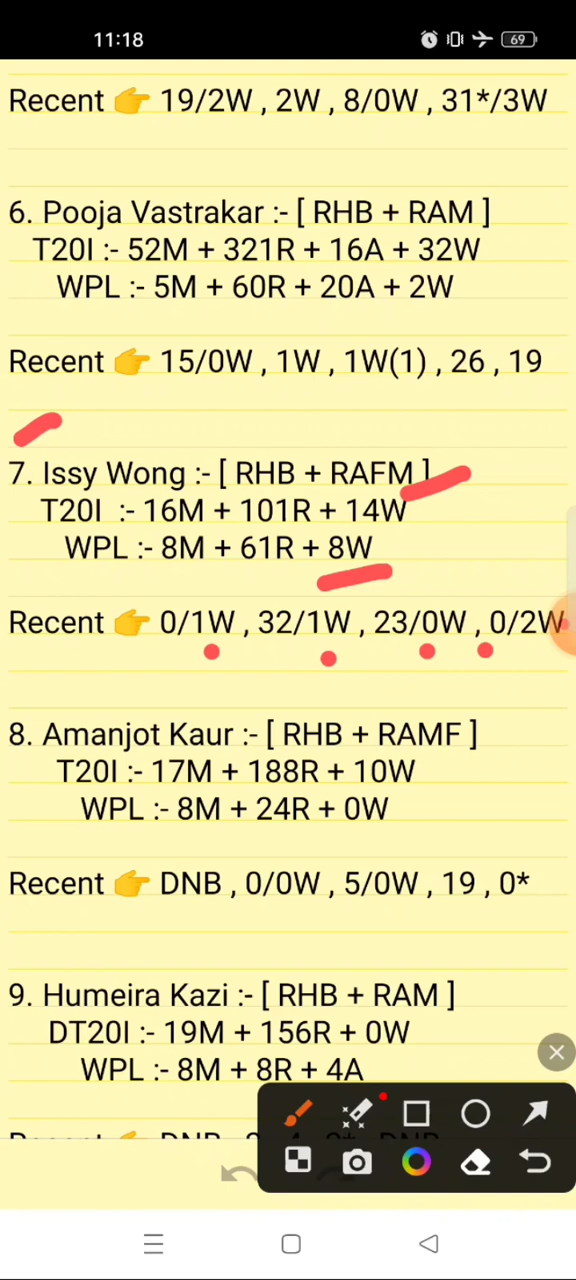 11:18
69
Recent 👉 19/2W , 2W , 8/0W , 31*/3W
6. Pooja Vastrakar :- [ RHB + RAM ]
T20I :- 52M + 321R + 16A + 32W
WPL :- 5M + 60R + 20A + 2W
Recent 👉 15/0W , 1W , 1W(1) , 26 , 19
7. Issy Wong :- [ RHB + RAFM ]
T20I :- 16M + 101R + 14W
WPL :- 8M + 61R + 8W
Recent 👉 0/1W , 32/1W , 23/0W , 0/2W
8. Amanjot Kaur :- [ RHB + RAMF ]
T20I :- 17M + 188R + 10W
WPL :- 8M + 24R + 0W
Recent 👉 DNB , 0/0W , 5/0W , 19 , 0*
9. Humeira Kazi :- [ RHB + RAM ]
DT20I :- 19M + 156R + 0W
WPL :- 8M + 8R + 4A